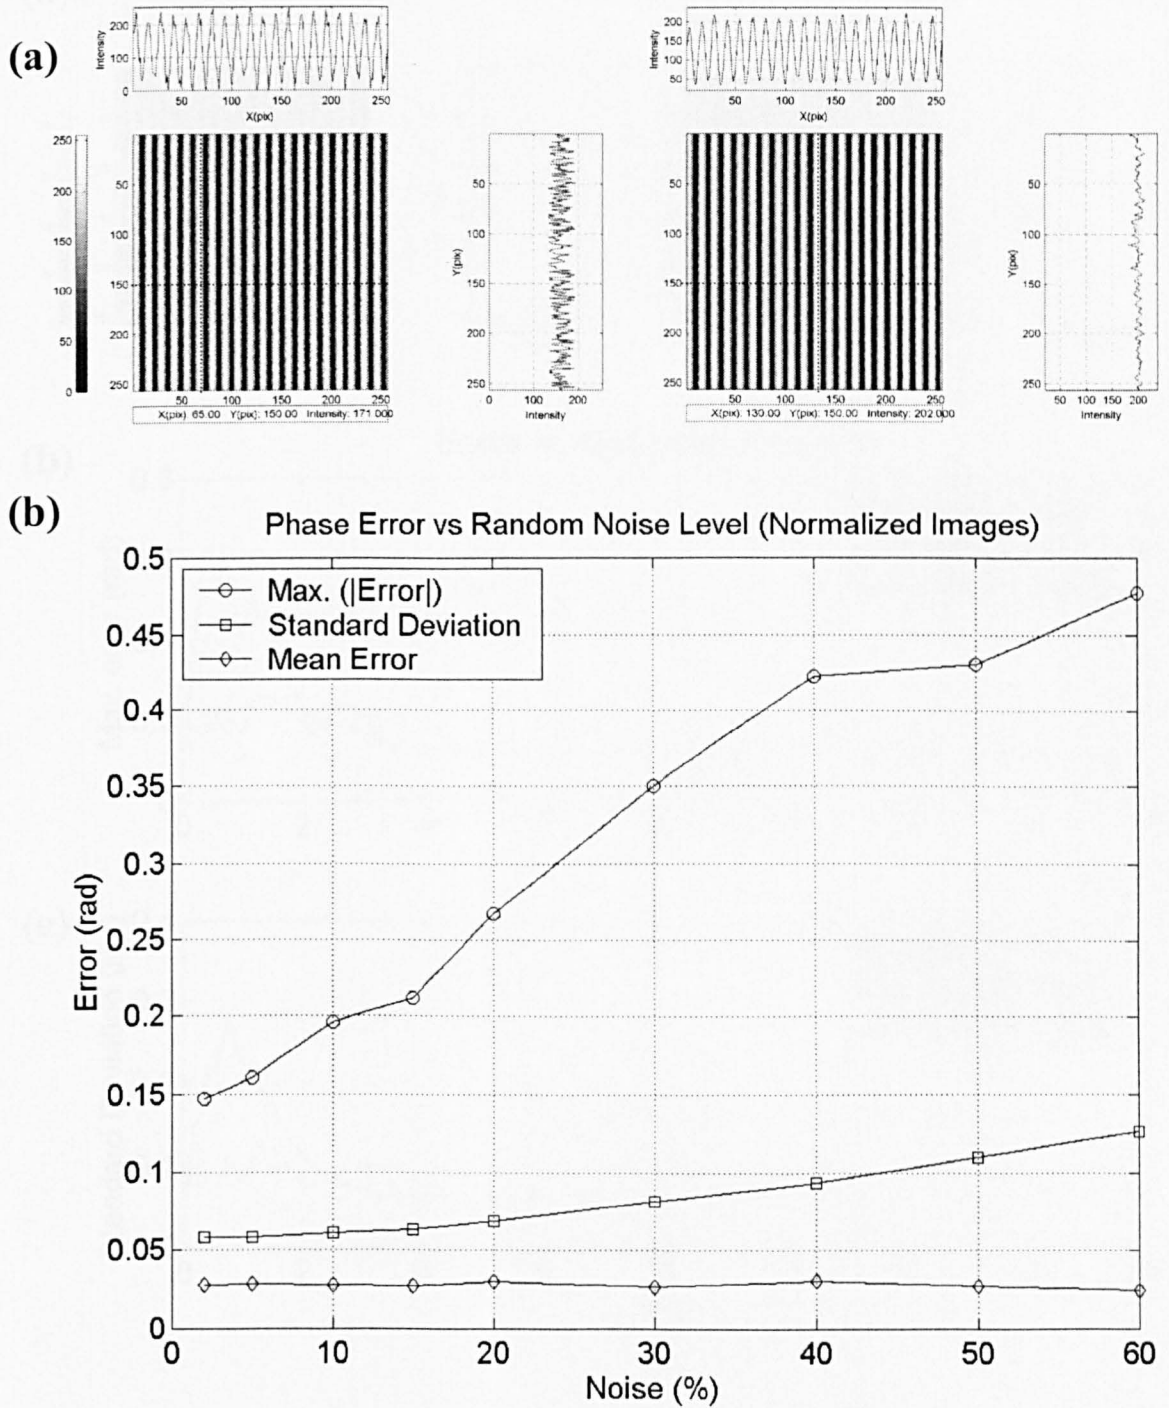 (a)
200
100
0
Intensity
50 100 150 200 250
X(pix)
200
150
100
50
Intensity
50 100 150 200 250
X(pix)
250
200
150
100
50
0
50
100
150
200
250
50 100 150 200 250
X(pix): 65.00 Y(pix): 150.00 Intensity: 171.000
Y(pix)
50
100
150
200
250
0 100 200
Intensity
50
100
150
200
250
50 100 150 200 250
X(pix): 130.00 Y(pix): 150.00 Intensity: 202.000
Y(pix)
50
100
150
200
250
50 100 150 200
Intensity
(b)
Phase Error vs Random Noise Level (Normalized Images)
Max. (|Error|)
Standard Deviation
Mean Error
0.5
0.45
0.4
0.35
0.3
0.25
0.2
0.15
0.1
0.05
0
Error (rad)
0 10 20 30 40 50 60
Noise (%)